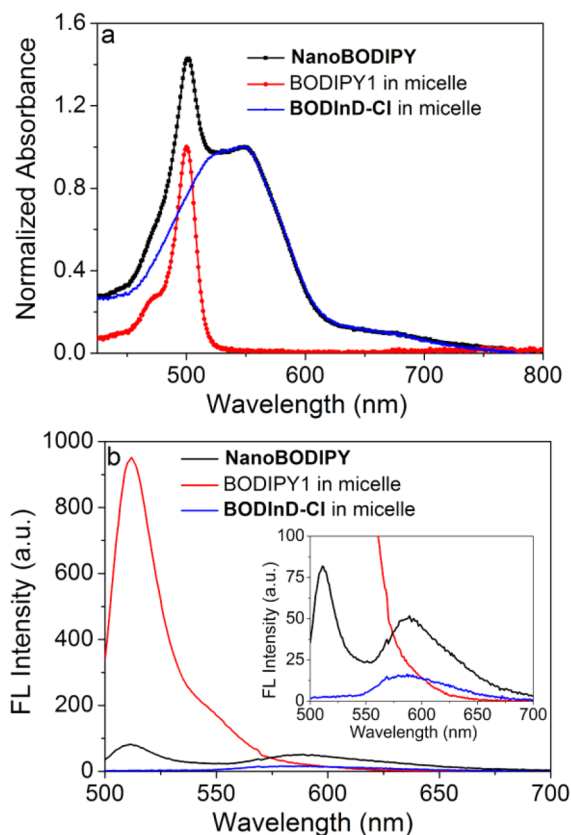 a
NanoBODIPY
BODIPY1 in micelle
BODInD-Cl in micelle
Normalized Absorbance
1.6
1.2
0.8
0.4
0.0
500
600
700
800
Wavelength (nm)
b
NanoBODIPY
BODIPY1 in micelle
BODInD-Cl in micelle
FL Intensity (a.u.)
1000
800
600
400
200
0
FL Intensity (a.u.)
100
75
50
25
0
500
550
600
650
700
Wavelength (nm)
500
550
600
650
700
Wavelength (nm)